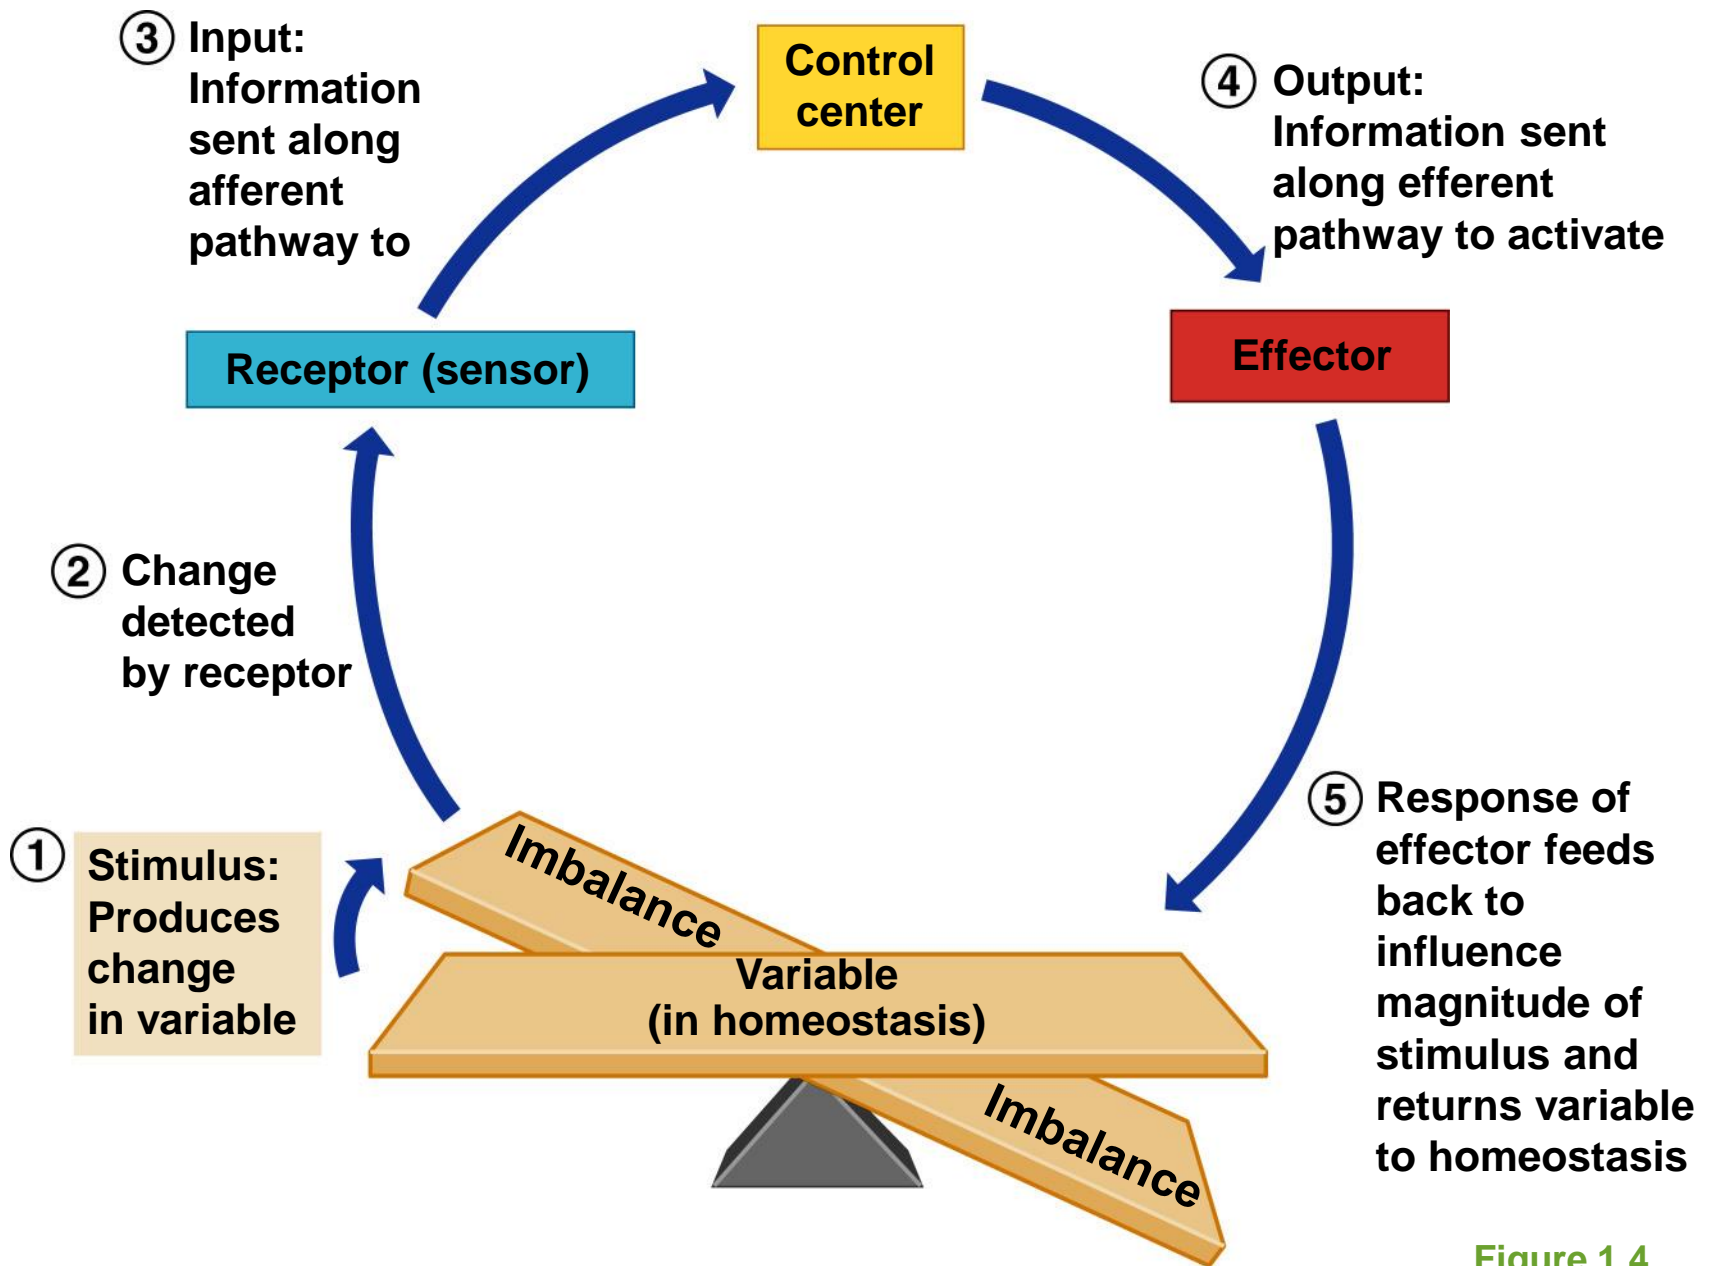 3 Input:
Information
sent along
afferent
pathway to
Control
center
4 Output:
Information sent
along efferent
pathway to activate
Receptor (sensor)
Effector
2 Change
detected
by receptor
1 Stimulus:
Produces
change
in variable
Imbalance
Variable
(in homeostasis)
Imbalance
5 Response of
effector feeds
back to
influence
magnitude of
stimulus and
returns variable
to homeostasis
Figure 1.4